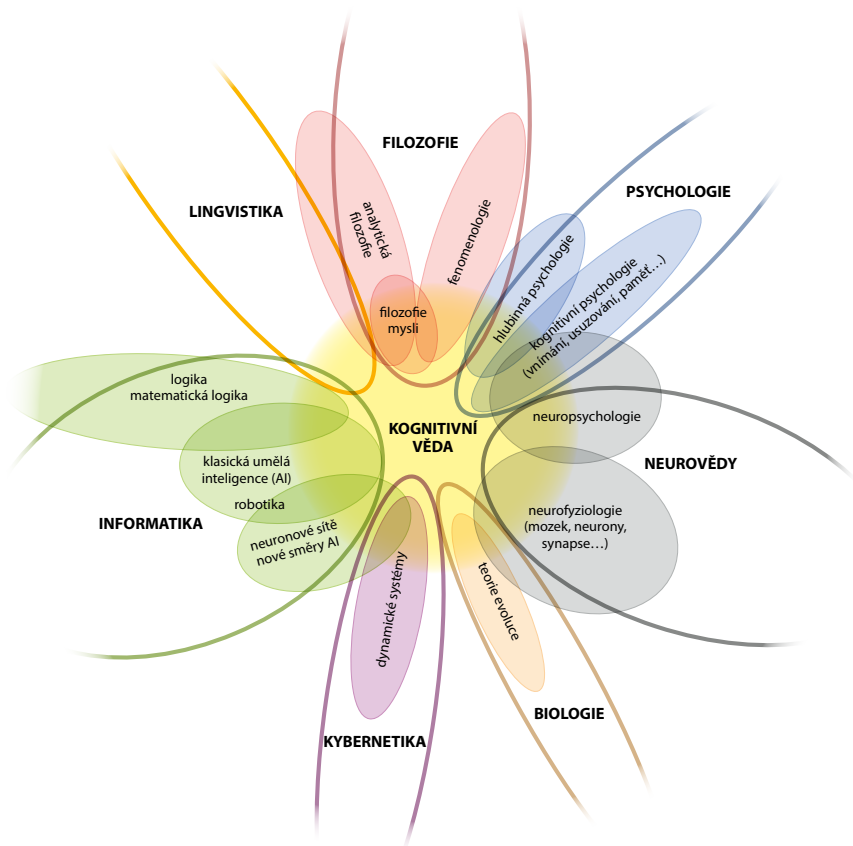 FILOZOFIE
PSYCHOLOGIE
LINGVISTIKA
analytická
filozofie
fenomenologie
hlubinná psychologie
kognitivní psychologie
(vnímání, usuzování, paměť…)
filozofie
mysli
logika
matematická logika
KOGNITIVNÍ
VĚDA
neuropsychologie
klasická umělá
inteligence (AI)
NEUROVĚDY
robotika
INFORMATIKA
neuronové sítě
nové směry AI
neurofyziologie
(mozek, neurony,
synapse…)
dynamické systémy
teorie evoluce
BIOLOGIE
KYBERNETIKA